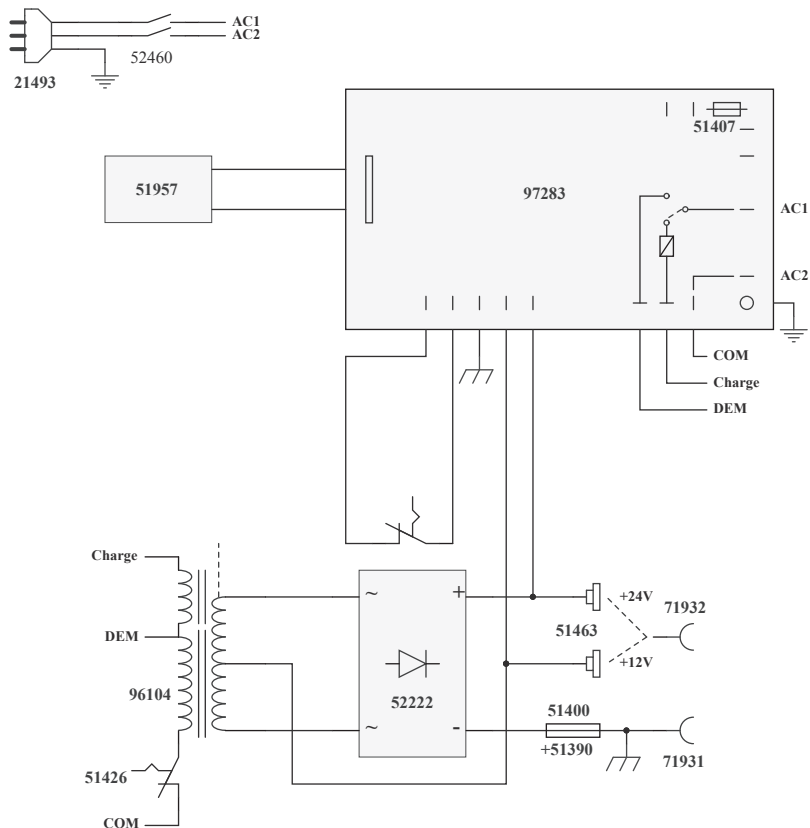 AC1
AC2
52460
21493
51407
51957
97283
AC1
AC2
COM
Charge
DEM
Charge
DEM
96104
51426
COM
~
+
52222
~
-
+24V
71932
51463
+12V
51400
+51390
71931